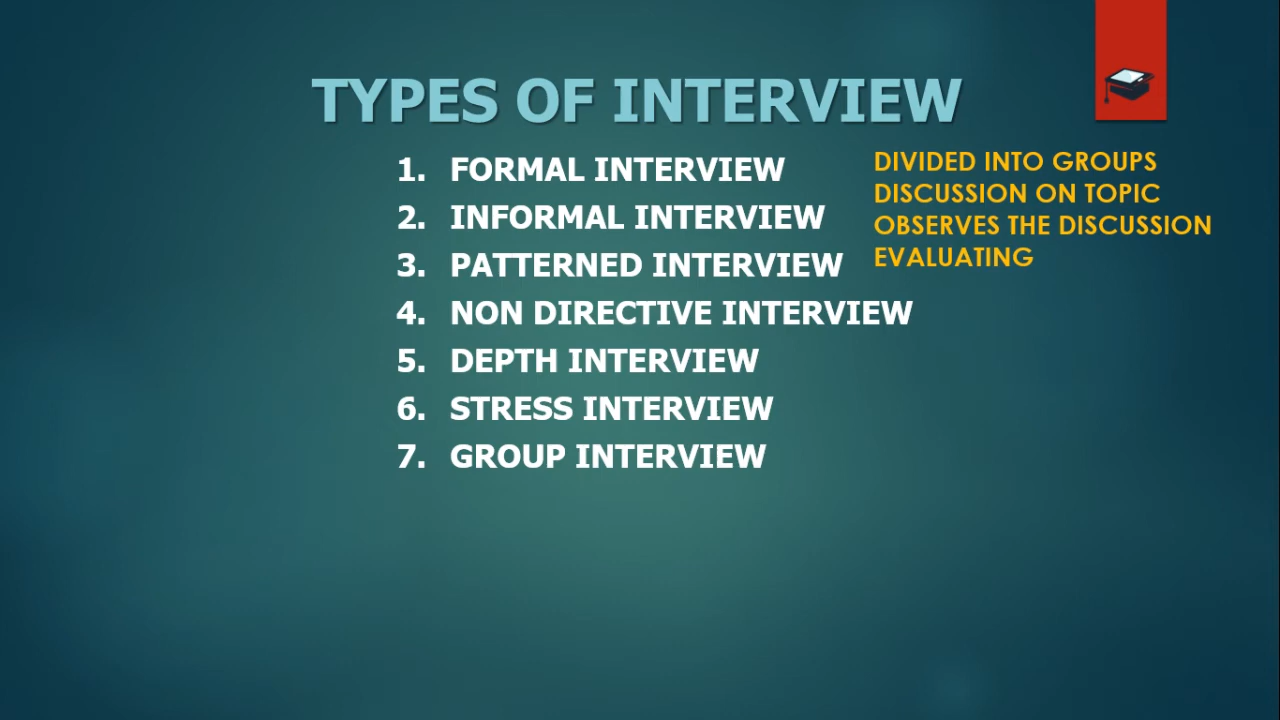 TYPES OF INTERVIEW
1. FORMAL INTERVIEW
2. INFORMAL INTERVIEW
3. PATTERNED INTERVIEW
4. NON DIRECTIVE INTERVIEW
5. DEPTH INTERVIEW
6. STRESS INTERVIEW
7. GROUP INTERVIEW
DIVIDED INTO GROUPS
DISCUSSION ON TOPIC
OBSERVES THE DISCUSSION
EVALUATING